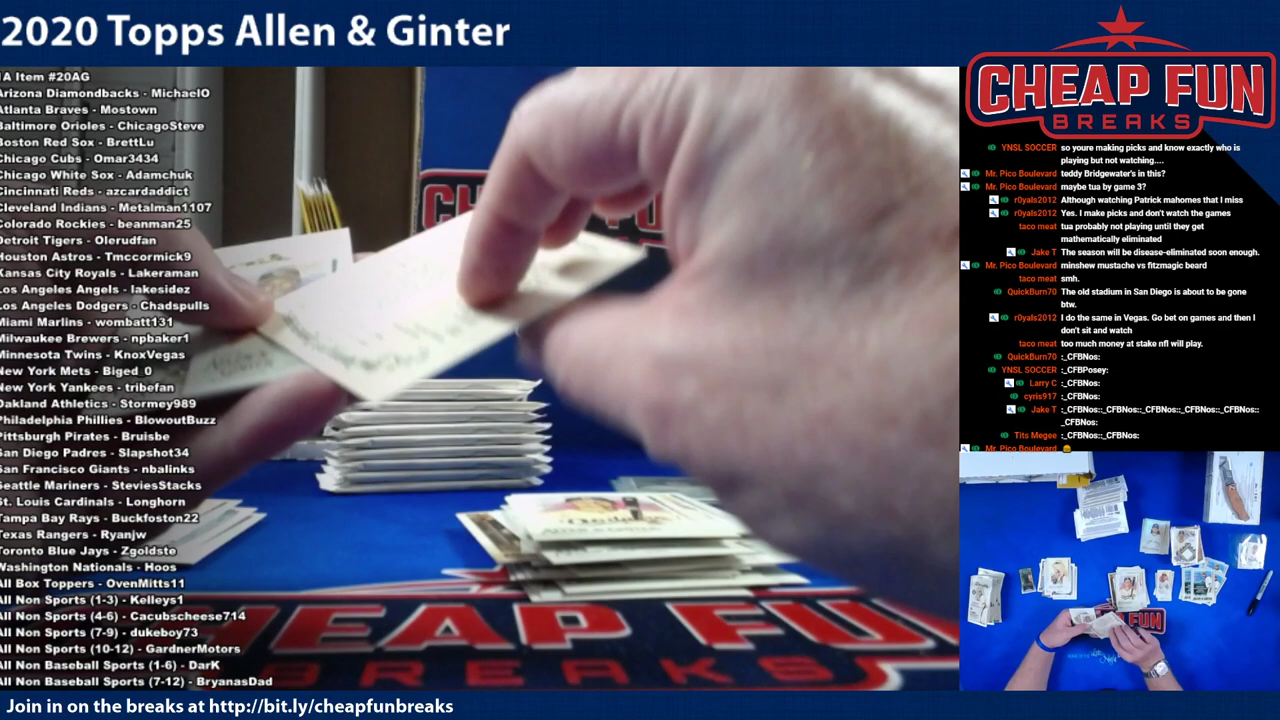 2020 Topps Allen & Ginter
1A Item #20AG
Arizona Diamondbacks - MichaelO
Atlanta Braves - Mostown
Baltimore Orioles - ChicagoSteve
Boston Red Sox - BrettLu
Chicago Cubs - Omar3434
Chicago White Sox - Adamchuk
Cincinnati Reds - azcardaddict
Cleveland Indians - Metalman1107
Colorado Rockies - beanman25
Detroit Tigers - Olerudfan
Houston Astros - Tmccormick9
Kansas City Royals - Lakeraman
Los Angeles Angels - lakesidez
Los Angeles Dodgers - Chadspulls
Miami Marlins - wombatt131
Milwaukee Brewers - npbaker1
Minnesota Twins - KnoxVegas
New York Mets - Biged_0
New York Yankees - tribefan
Oakland Athletics - Stormey989
Philadelphia Phillies - BlowoutBuzz
Pittsburgh Pirates - Bruisbe
San Diego Padres - Slapshot34
San Francisco Giants - nbalinks
Seattle Mariners - SteviesStacks
St. Louis Cardinals - Longhorn
Tampa Bay Rays - Buckfoston22
Texas Rangers - Ryanjw
Toronto Blue Jays - Zgoldste
Washington Nationals - Hoos
All Box Toppers - OvenMitts11
All Non Sports (1-3) - Kelleys1
All Non Sports (4-6) - Cacubscheese714
All Non Sports (7-9) - dukeboy73
All Non Sports (10-12) - GardnerMotors
All Non Baseball Sports (1-6) - DarK
All Non Baseball Sports (7-12) - BryanasDad
CHEAP FUN
BREAKS
CHEAP FUN
BREAKS
YNSL SOCCER so youre making picks and know exactly who is
playing but not watching....
Mr. Pico Boulevard teddy Bridgewater's in this?
Mr. Pico Boulevard maybe tua by game 3?
r0yals2012 Although watching Patrick mahomes that I miss
r0yals2012 Yes. I make picks and don't watch the games
taco meat tua probably not playing until they get
mathematically eliminated
Jake T The season will be disease-eliminated soon enough.
Mr. Pico Boulevard minshew mustache vs fitzmagic beard
taco meat smh.
QuickBurn70 The old stadium in San Diego is about to be gone
btw.
r0yals2012 I do the same in Vegas. Go bet on games and then I
don't sit and watch
taco meat too much money at stake nfl will play.
QuickBurn70 :_CFBNos:
YNSL SOCCER :_CFBPosey:
Larry C :_CFBNos:
cyris917 :_CFBNos:
Jake T :_CFBNos::_CFBNos::_CFBNos::_CFBNos::_CFBNos::
_CFBNos:
Tits Megee :_CFBNos::_CFBNos:
Mr. Pico Boulevard
Join in on the breaks at http://bit.ly/cheapfunbreaks